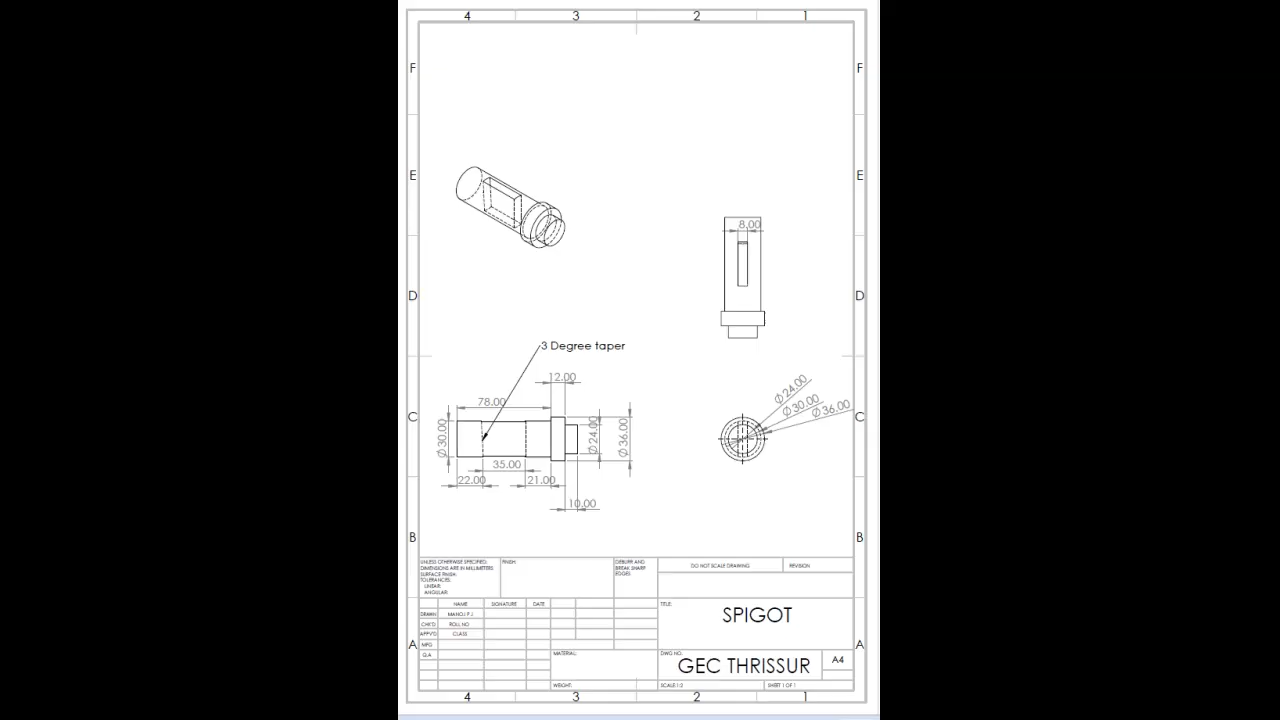 4 3 2 1
F F
E E
8.00
D D
3 Degree taper
12.00
78.00
Ø24.00
Ø30.00
Ø36.00
C C
Ø30.00
Ø24.00
Ø36.00
35.00
22.00 21.00
10.00
B B
UNLESS OTHERWISE SPECIFIED:
DIMENSIONS ARE IN MILLIMETERS
SURFACE FINISH:
TOLERANCES:
LINEAR:
ANGULAR:
FINISH:
DEBURR AND
BREAK SHARP
EDGES
DO NOT SCALE DRAWING
REVISION
NAME SIGNATURE DATE
DRAWN MANOJ P J
CHK'D ROLL NO
APPV'D CLASS
MFG
Q.A
TITLE:
SPIGOT
A A
MATERIAL:
DWG NO.
GEC THRISSUR
A4
WEIGHT:
SCALE:1:2
SHEET 1 OF 1
4 3 2 1